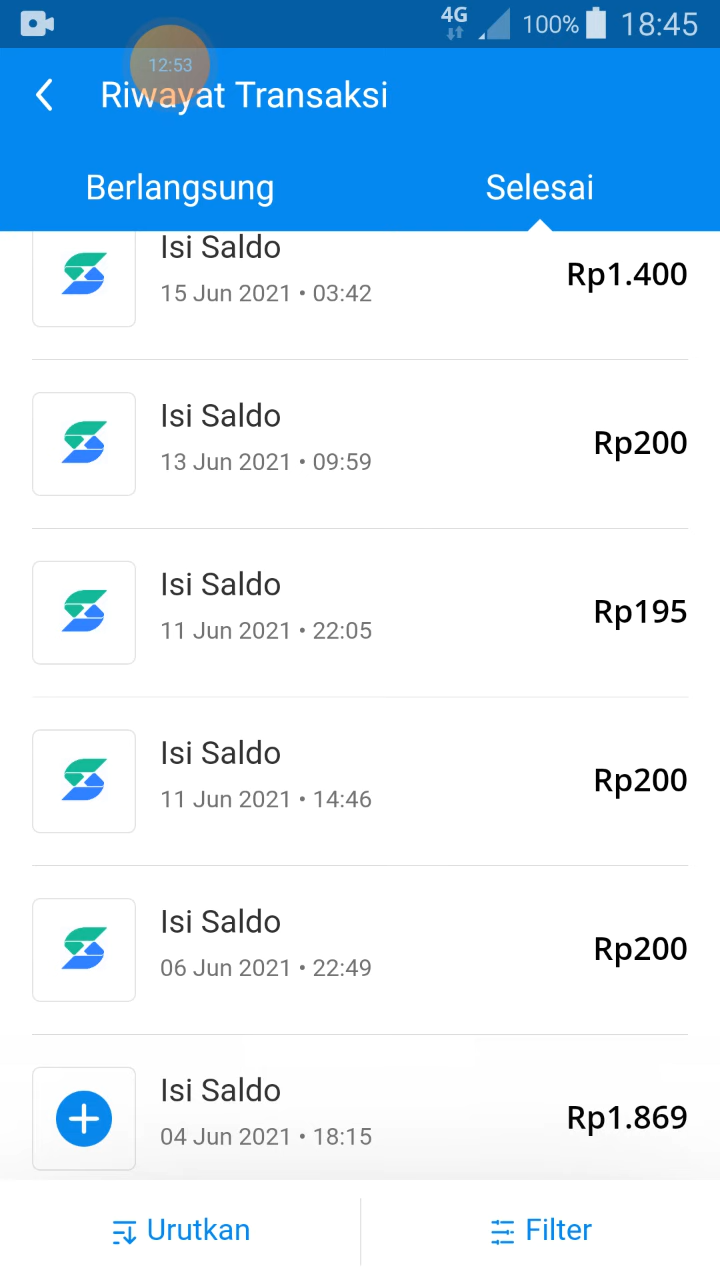 4G 100% 18:45
12:53
Riwayat Transaksi
Berlangsung Selesai
Isi Saldo
Rp1.400
15 Jun 2021 • 03:42
Isi Saldo
Rp200
13 Jun 2021 • 09:59
Isi Saldo
Rp195
11 Jun 2021 • 22:05
Isi Saldo
Rp200
11 Jun 2021 • 14:46
Isi Saldo
Rp200
06 Jun 2021 • 22:49
Isi Saldo
Rp1.869
04 Jun 2021 • 18:15
Urutkan Filter